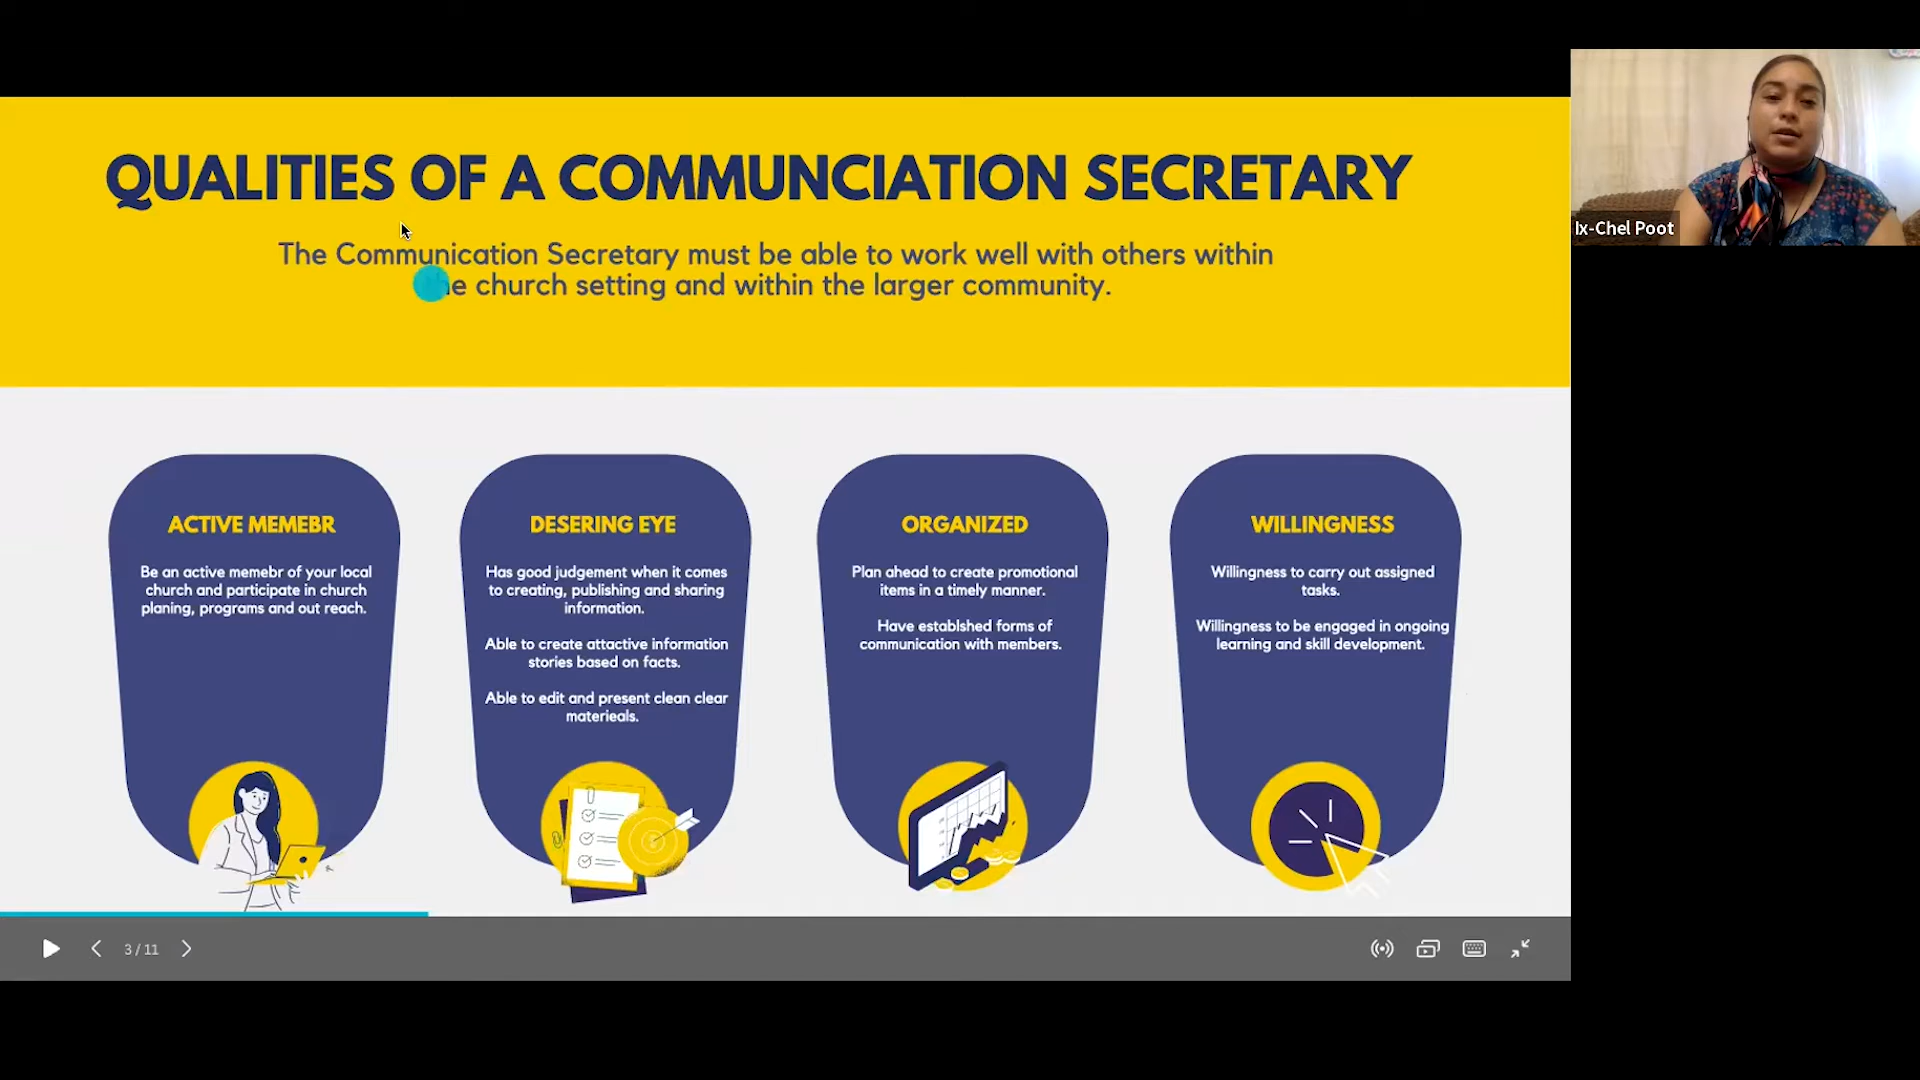 QUALITIES OF A COMMUNCIATION SECRETARY
The Communication Secretary must be able to work well with others within
church setting and within the larger community.
Ix-Chel Poot
ACTIVE MEMEBR
Be an active memebr of your local
church and participate in church
planing, programs and out reach.
DESERING EYE
Has good judgement when it comes
to creating, publishing and sharing
information.
Able to create attactive information
stories based on facts.
Able to edit and present clean clear
materieals.
ORGANIZED
Plan ahead to create promotional
items in a timely manner.
Have establshed forms of
communication with members.
WILLINGNESS
Willingness to carry out assigned
tasks.
Willingness to be engaged in ongoing
learning and skill development.
3 / 11